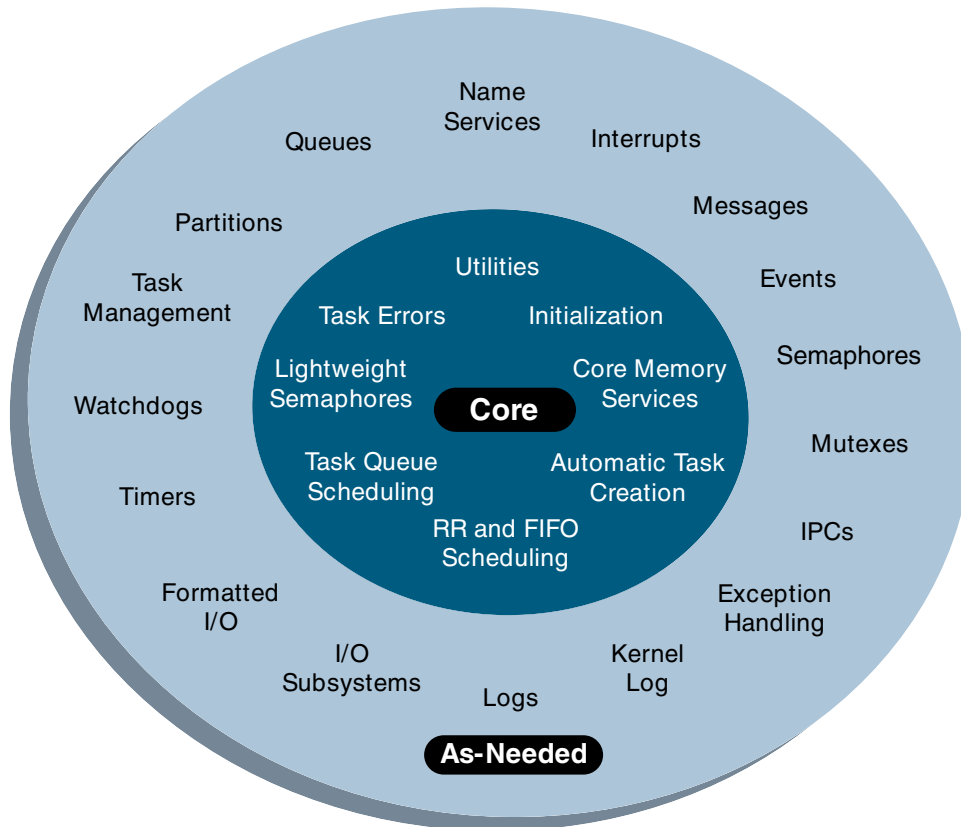 Name
Services
Queues
Interrupts
Partitions
Messages
Utilities
Task
Management
Events
Task Errors
Initialization
Lightweight
Semaphores
Core Memory
Services
Semaphores
Core
Watchdogs
Mutexes
Task Queue
Scheduling
Automatic Task
Creation
Timers
RR and FIFO
Scheduling
IPCs
Formatted
I/O
Exception
Handling
I/O
Subsystems
Kernel
Log
Logs
As-Needed